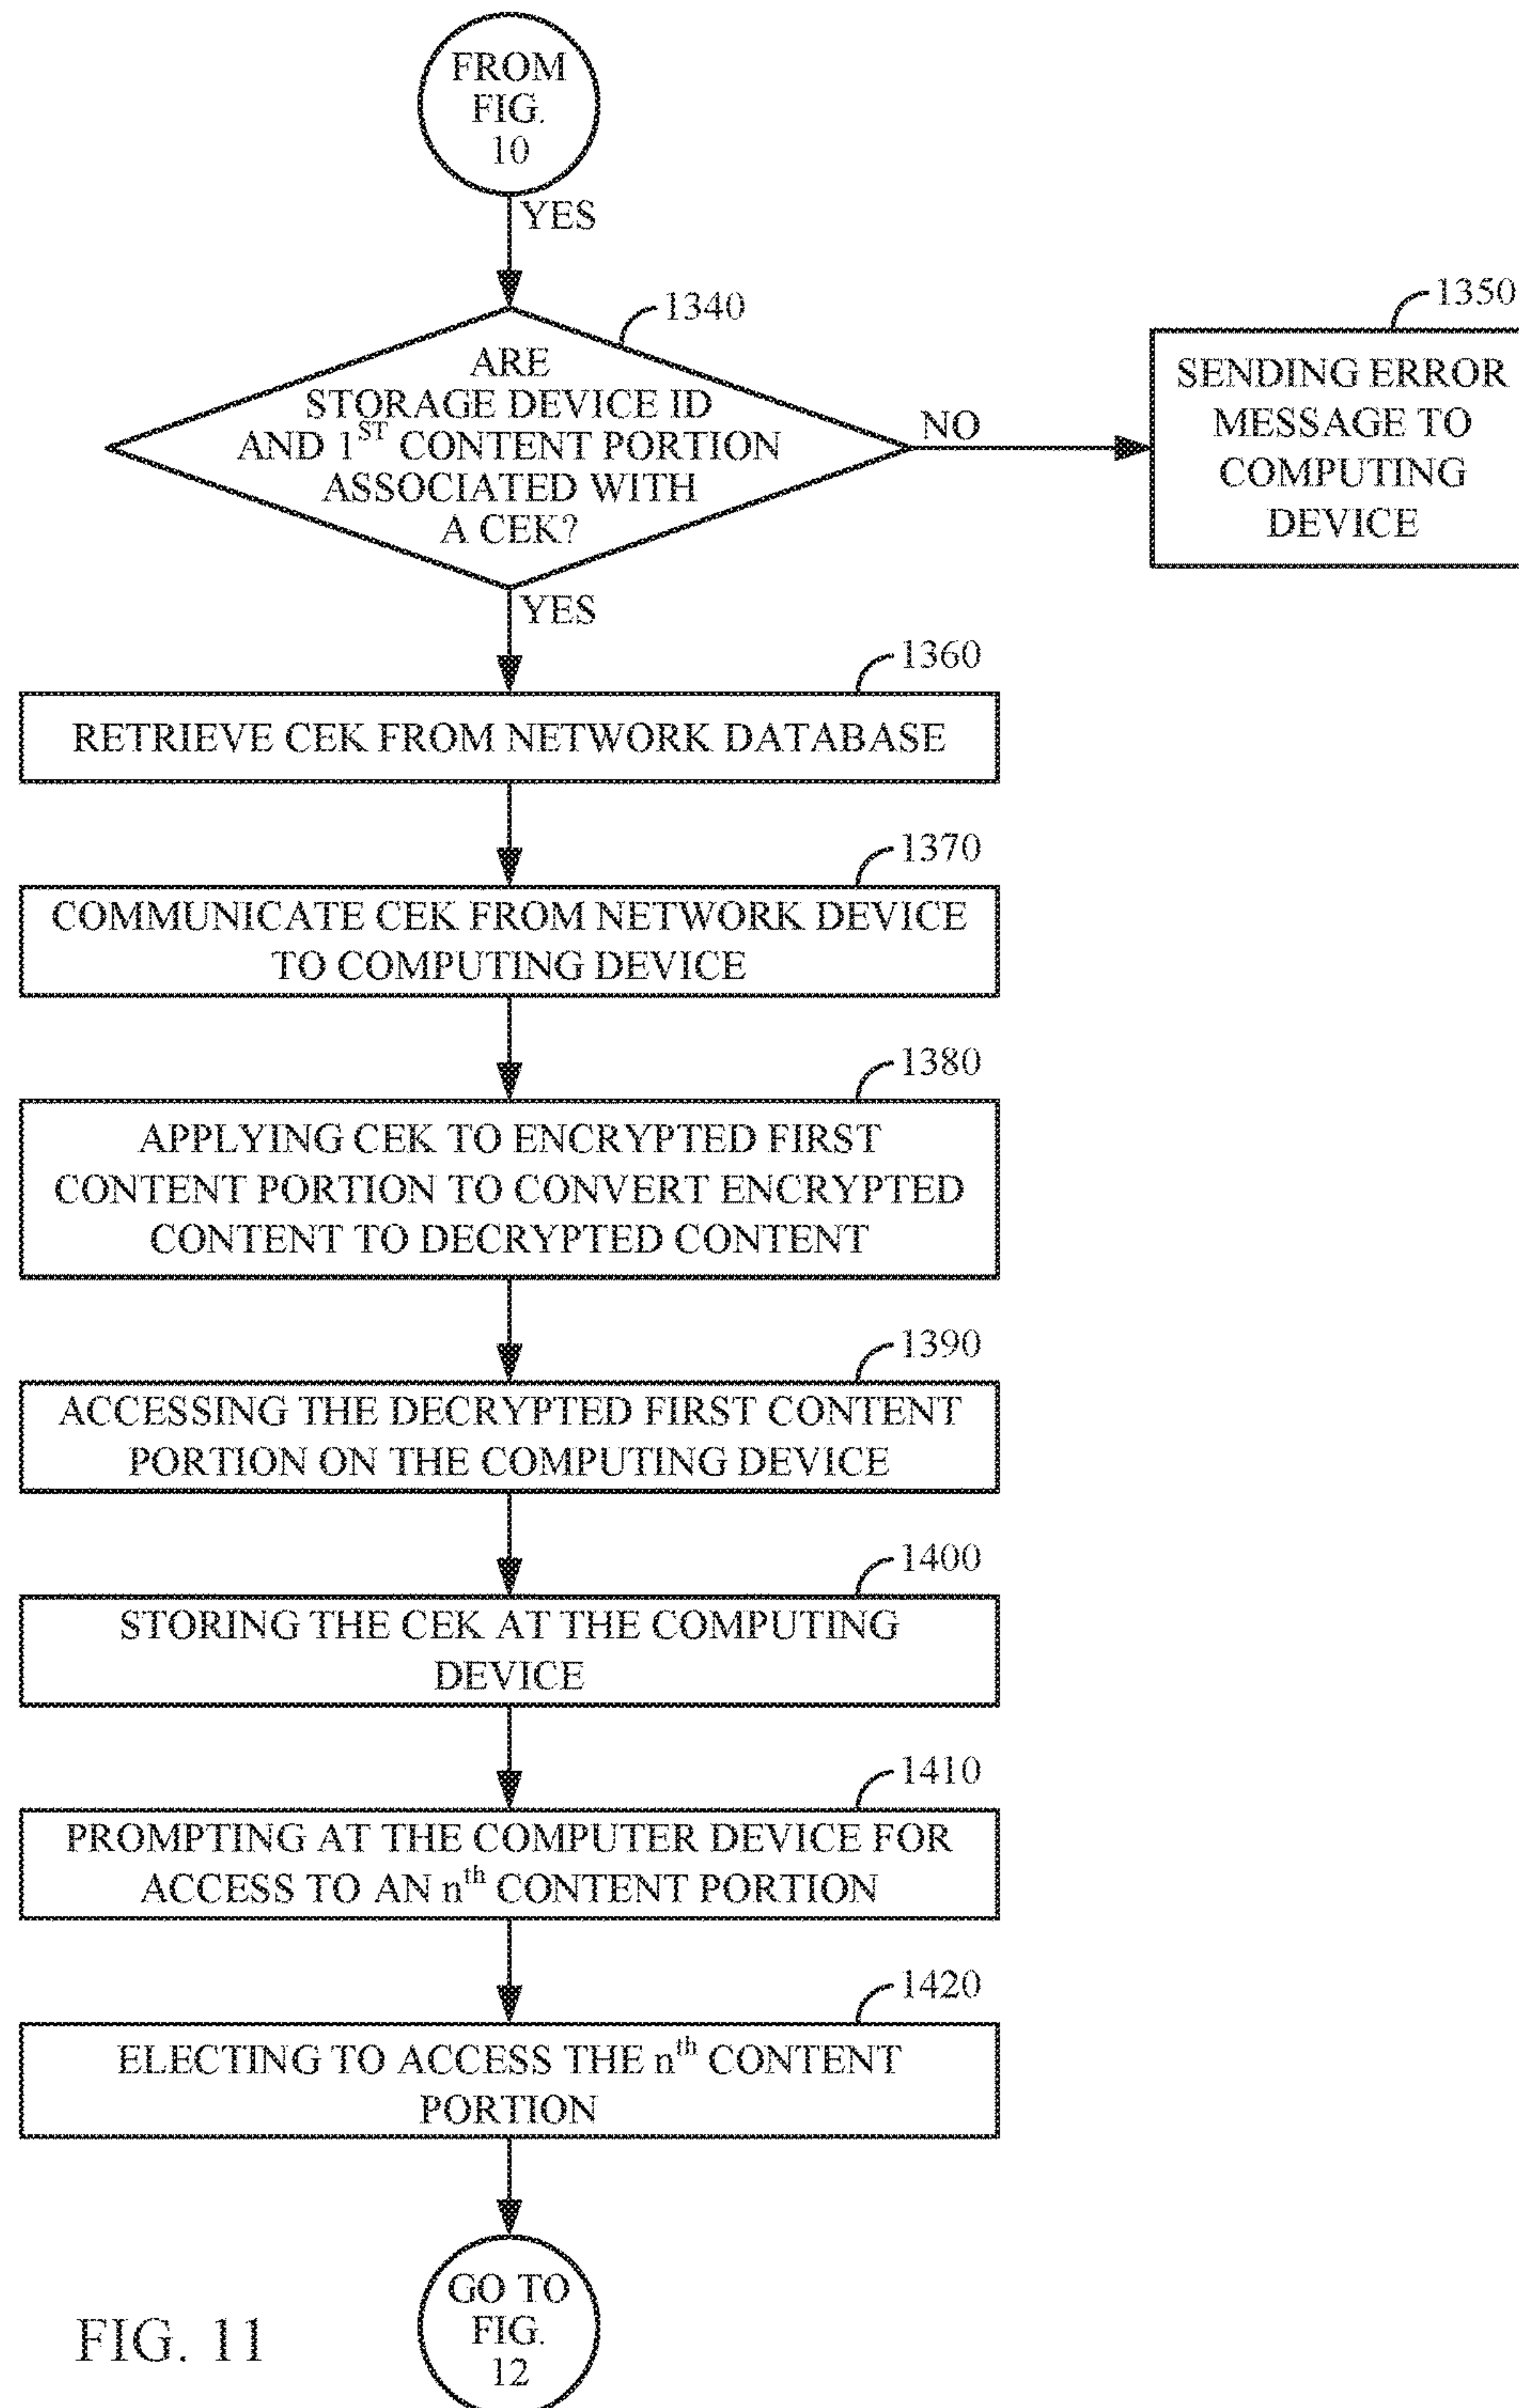 FROM
FIG.
10
YES
1340
ARE
STORAGE DEVICE ID
AND 1ST CONTENT PORTION
ASSOCIATED WITH
A CEK?
NO
1350
SENDING ERROR
MESSAGE TO
COMPUTING
DEVICE
YES
1360
RETRIEVE CEK FROM NETWORK DATABASE
1370
COMMUNICATE CEK FROM NETWORK DEVICE
TO COMPUTING DEVICE
1380
APPLYING CEK TO ENCRYPTED FIRST
CONTENT PORTION TO CONVERT ENCRYPTED
CONTENT TO DECRYPTED CONTENT
1390
ACCESSING THE DECRYPTED FIRST CONTENT
PORTION ON THE COMPUTING DEVICE
1400
STORING THE CEK AT THE COMPUTING
DEVICE
1410
PROMPTING AT THE COMPUTER DEVICE FOR
ACCESS TO AN nth CONTENT PORTION
1420
ELECTING TO ACCESS THE nth CONTENT
PORTION
GO TO
FIG.
12
FIG. 11